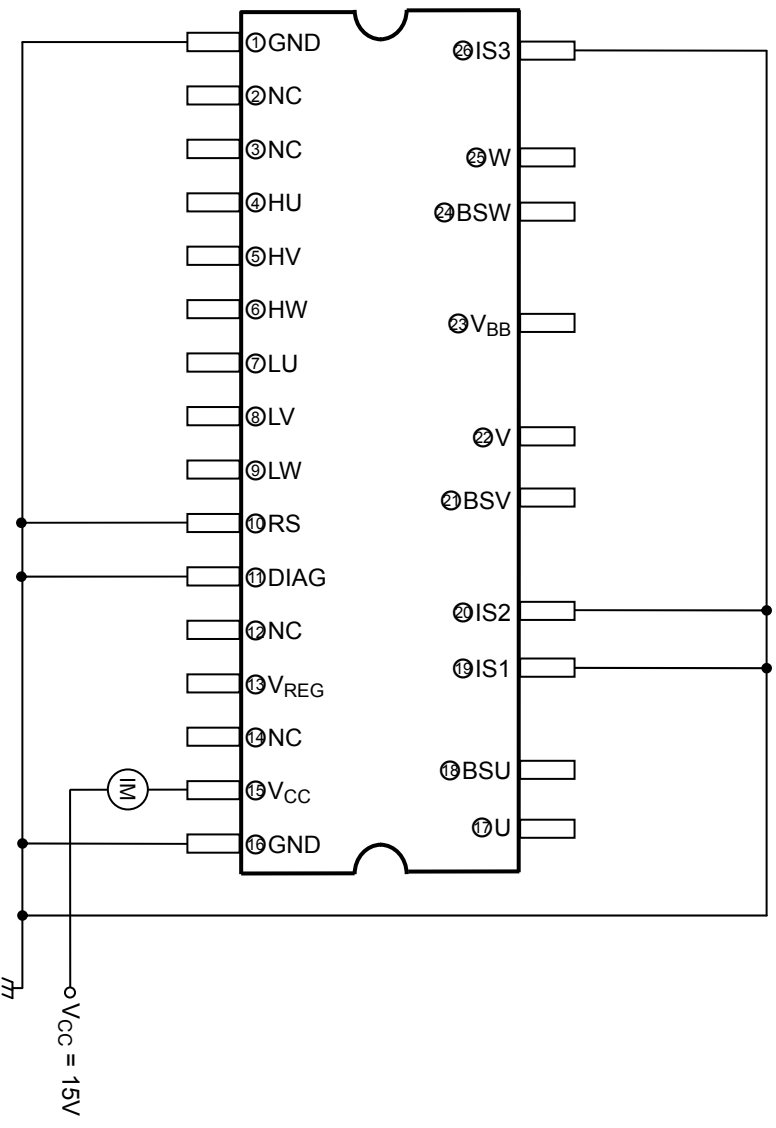 ①GND
②NC
③NC
④HU
⑤HV
⑥HW
⑦LU
⑧LV
⑨LW
⑩RS
⑪DIAG
⑫NC
⑬VREG
⑭NC
⑮VCC
⑯GND
㉖IS3
㉕W
㉔BSW
㉓VBB
㉒V
㉑BSV
⑳IS2
⑲IS1
⑱BSU
⑰U
IM
VCC = 15V